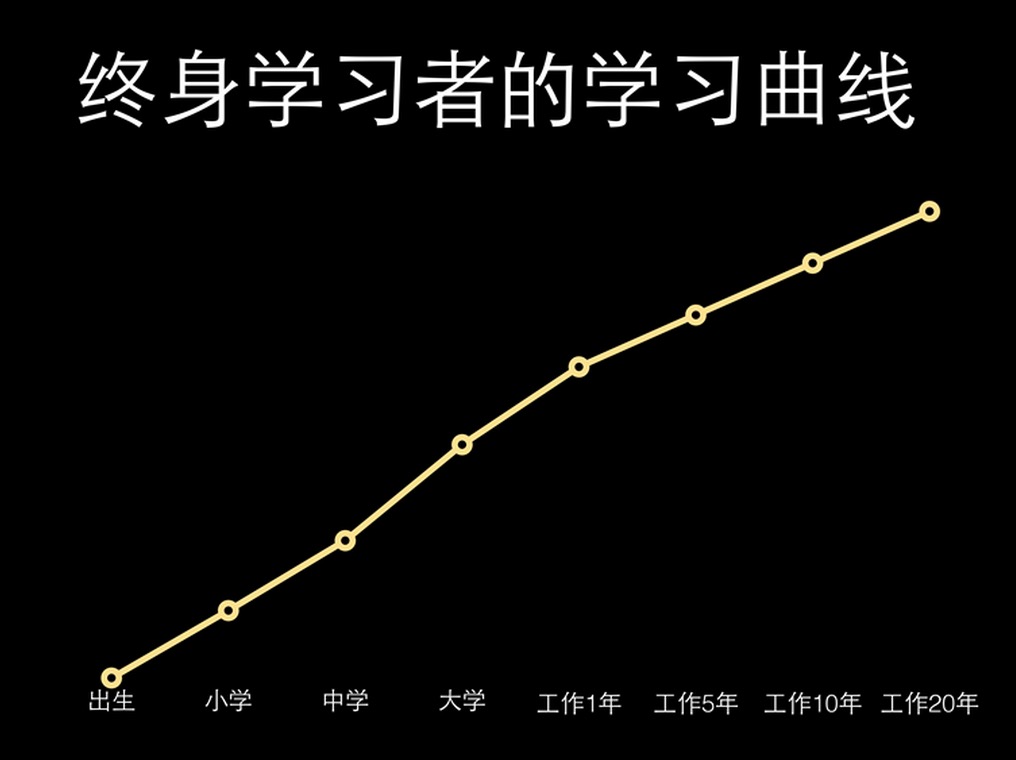 终身学习者的学习曲线
出生 小学 中学 大学 工作1年 工作5年 工作10年 工作20年